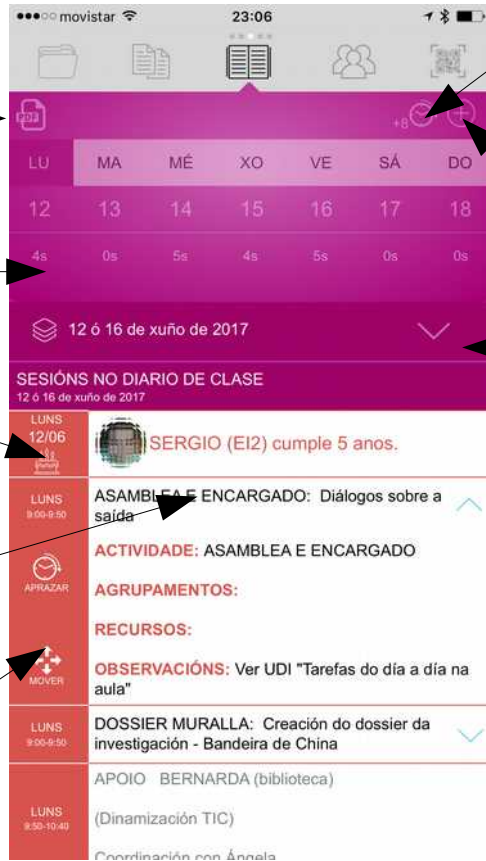 movistar 23:06
PDF +8
LU MA MÉ XO VE SÁ DO
12 13 14 15 16 17 18
4s 0s 5s 4s 5s 0s 0s
12 ó 16 de xuño de 2017
SESIÓNS NO DIARIO DE CLASE
12 ó 16 de xuño de 2017
LUNS
12/06
SERGIO (EI2) cumple 5 anos.
LUNS
9:00-9:50
ASAMBLEA E ENCARGADO: Diálogos sobre a
saída
APRAZAR
ACTIVIDADE: ASAMBLEA E ENCARGADO
AGRUPAMENTOS:
RECURSOS:
MOVER
OBSERVACIÓNS: Ver UDI "Tarefas do día a día na
aula"
LUNS
9:00-9:50
DOSSIER MURALLA: Creación do dossier da
investigación - Bandeira de China
LUNS
9:50-10:40
APOIO BERNARDA (biblioteca)
(Dinamización TIC)
Coordinación con Ángela